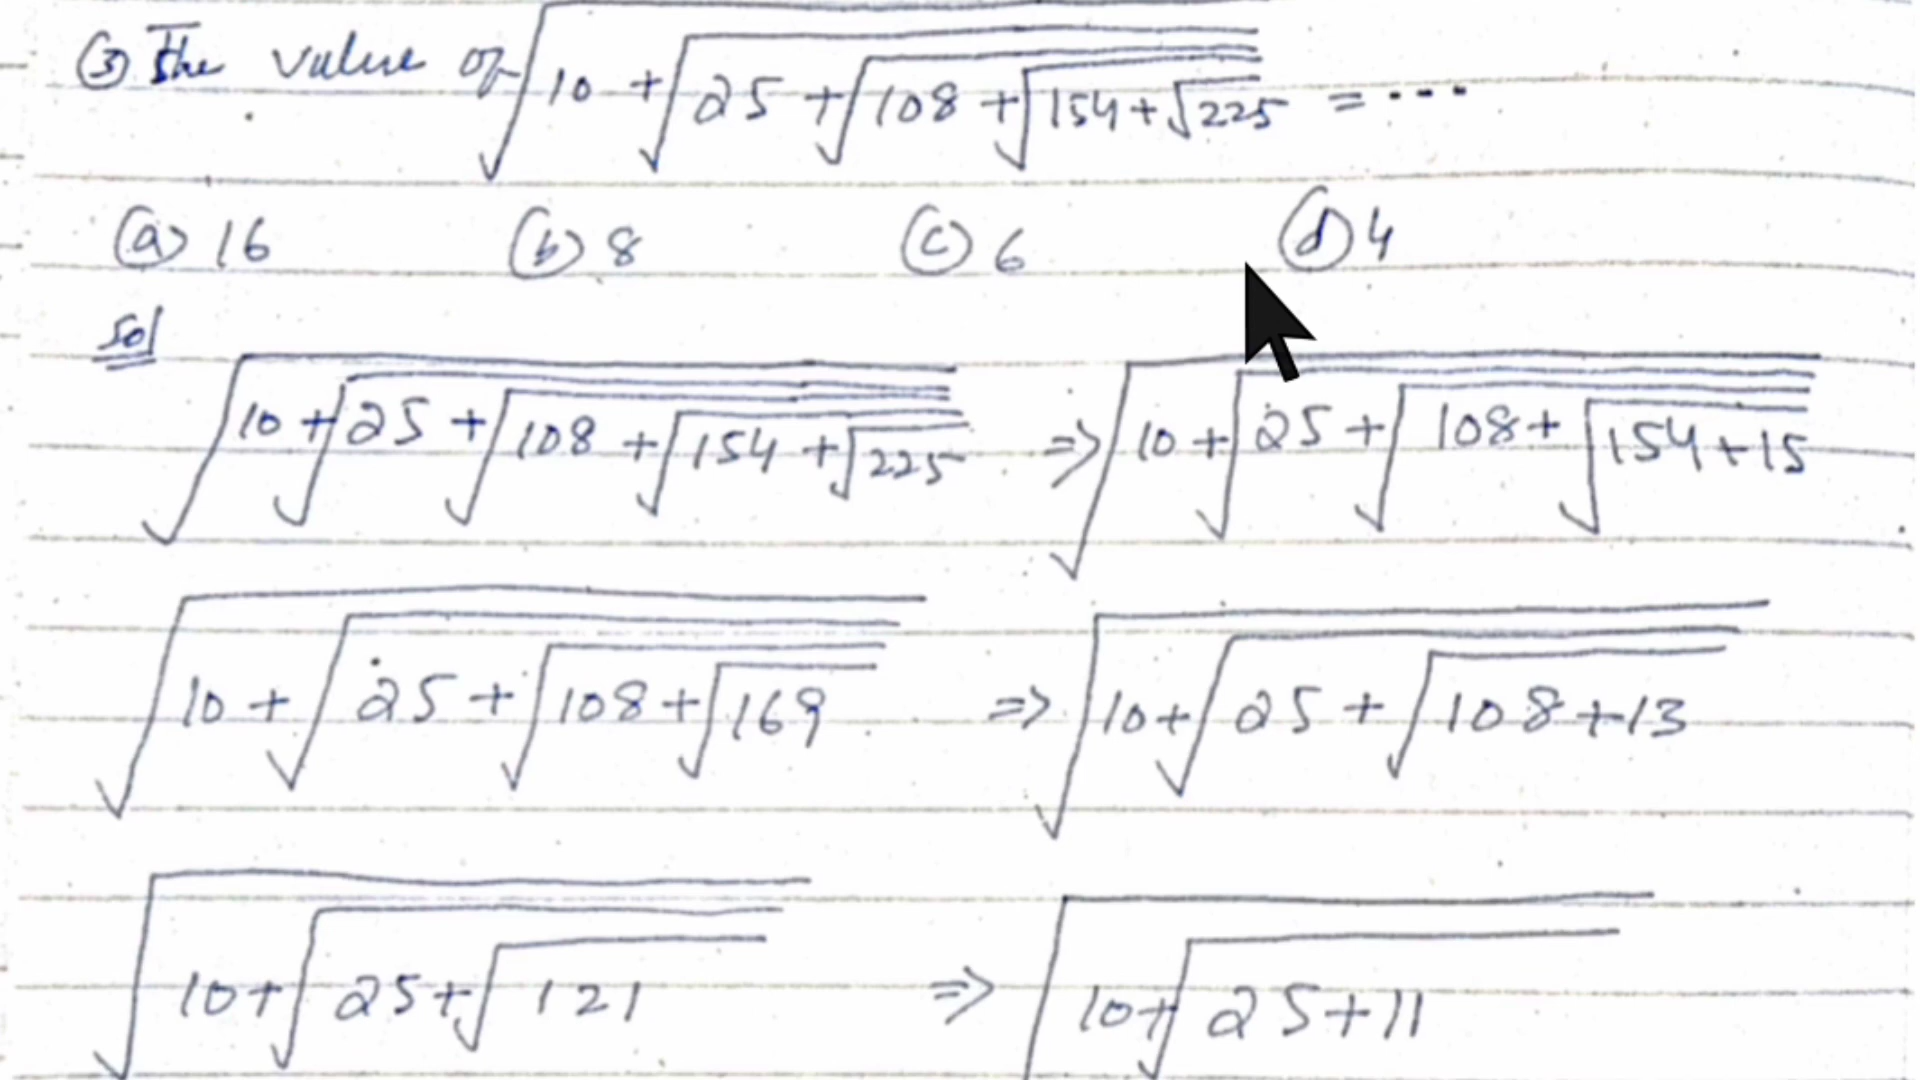 ③ The value of √10 + √25 + √108 + √154 + √225 = ...
(a) 16 (b) 8 (c) 6 (d) 4
Sol
√10 + √25 + √108 + √154 + √225 => √10 + √25 + √108 + √154 + 15
√10 + √25 + √108 + √169 => √10 + √25 + √108 + 13
√10 + √25 + √121 => √10 + √25 + 11